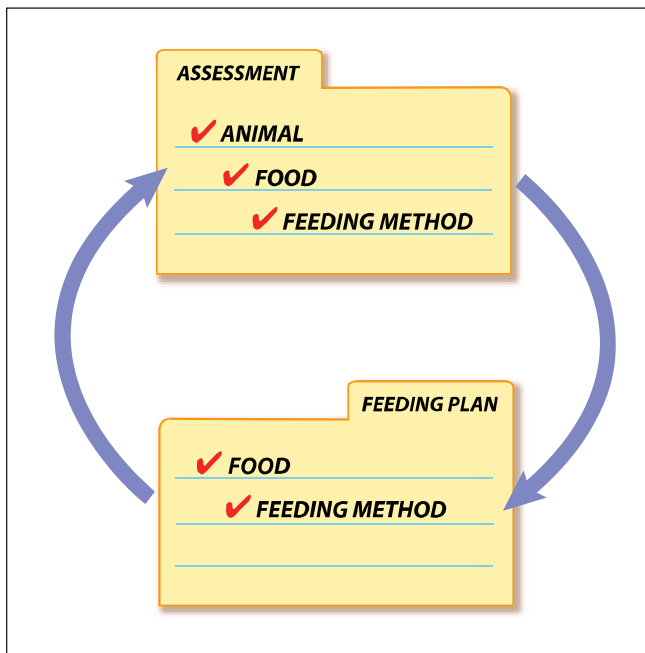 ASSESSMENT
✔ ANIMAL
✔ FOOD
✔ FEEDING METHOD
FEEDING PLAN
✔ FOOD
✔ FEEDING METHOD